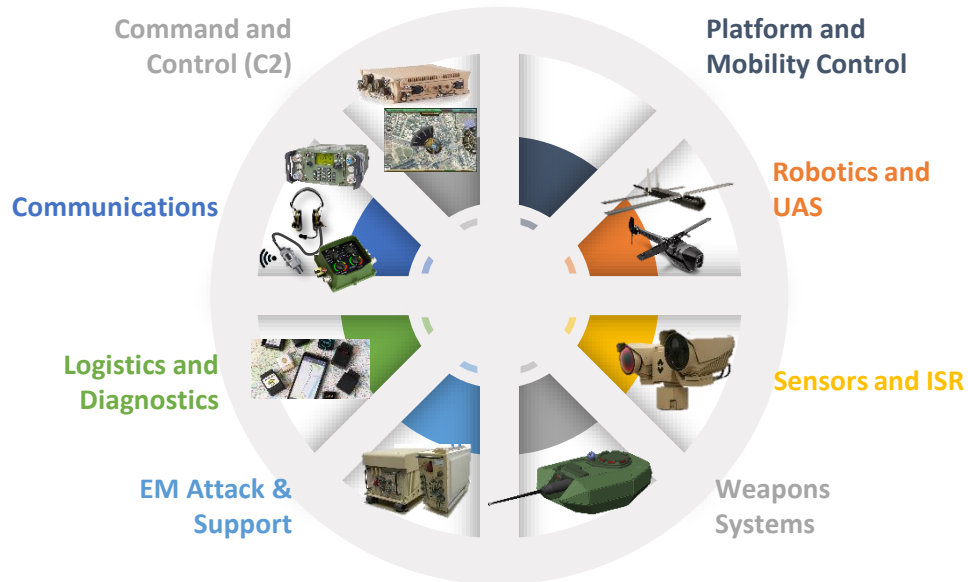 Command and
Control (C2)
Platform and
Mobility Control
Communications
Robotics and
UAS
Logistics and
Diagnostics
Sensors and ISR
EM Attack &
Support
Weapons
Systems